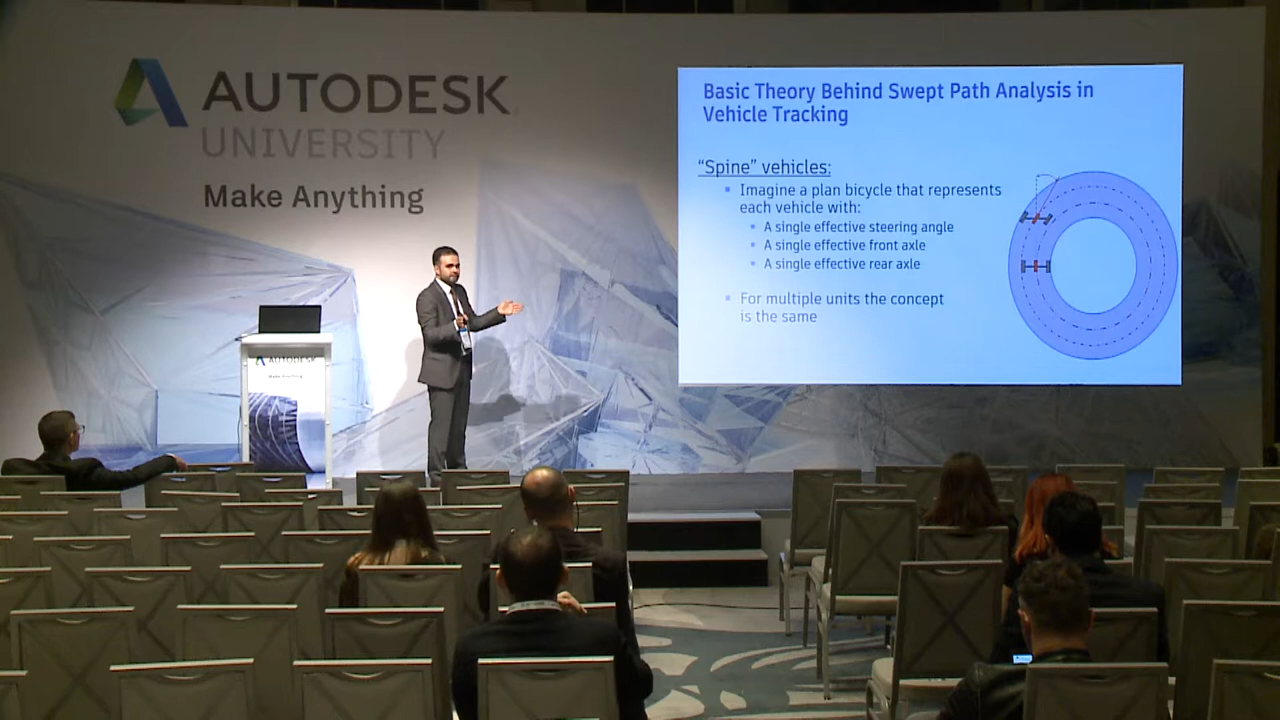 AUTODESK
UNIVERSITY
Make Anything
Basic Theory Behind Swept Path Analysis in
Vehicle Tracking
“Spine” vehicles:
▪ Imagine a plan bicycle that represents
each vehicle with:
▪ A single effective steering angle
▪ A single effective front axle
▪ A single effective rear axle
▪ For multiple units the concept
is the same
AUTODESK
Make Anything